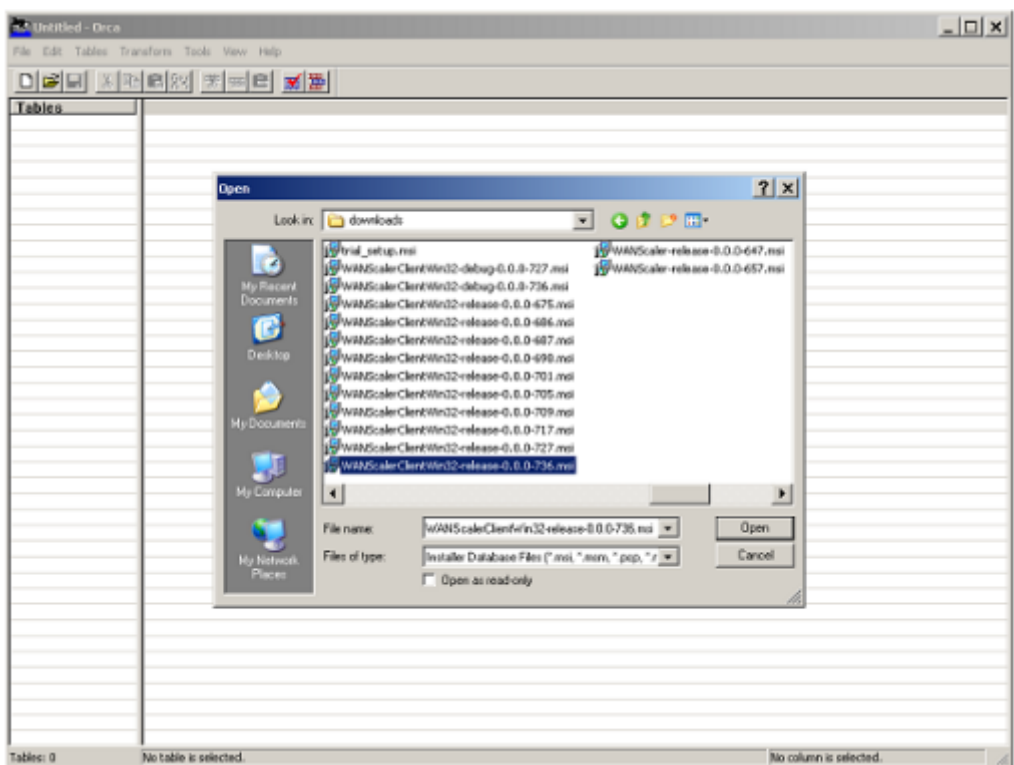 Untitled - Orca
File Edit Tables Transform Tools View Help
Tables
Open
Look in: downloads
My Recent Documents
Desktop
My Documents
My Computer
My Network Places
trial_setup.msi
WANScalerClientWin32-debug-0.0.0-727.msi
WANScalerClientWin32-debug-0.0.0-736.msi
WANScalerClientWin32-release-0.0.0-675.msi
WANScalerClientWin32-release-0.0.0-686.msi
WANScalerClientWin32-release-0.0.0-687.msi
WANScalerClientWin32-release-0.0.0-698.msi
WANScalerClientWin32-release-0.0.0-701.msi
WANScalerClientWin32-release-0.0.0-705.msi
WANScalerClientWin32-release-0.0.0-709.msi
WANScalerClientWin32-release-0.0.0-717.msi
WANScalerClientWin32-release-0.0.0-727.msi
WANScalerClientWin32-release-0.0.0-736.msi
WANScaler-release-0.0.0-647.msi
WANScaler-release-0.0.0-657.msi
File name: WANScalerClientWin32-release-0.0.0-736.msi
Open
Files of type: Installer Database Files (*.msi, *.msm, *.pcp, *.r
Cancel
Open as read-only
Tables: 0
No table is selected.
No column is selected.